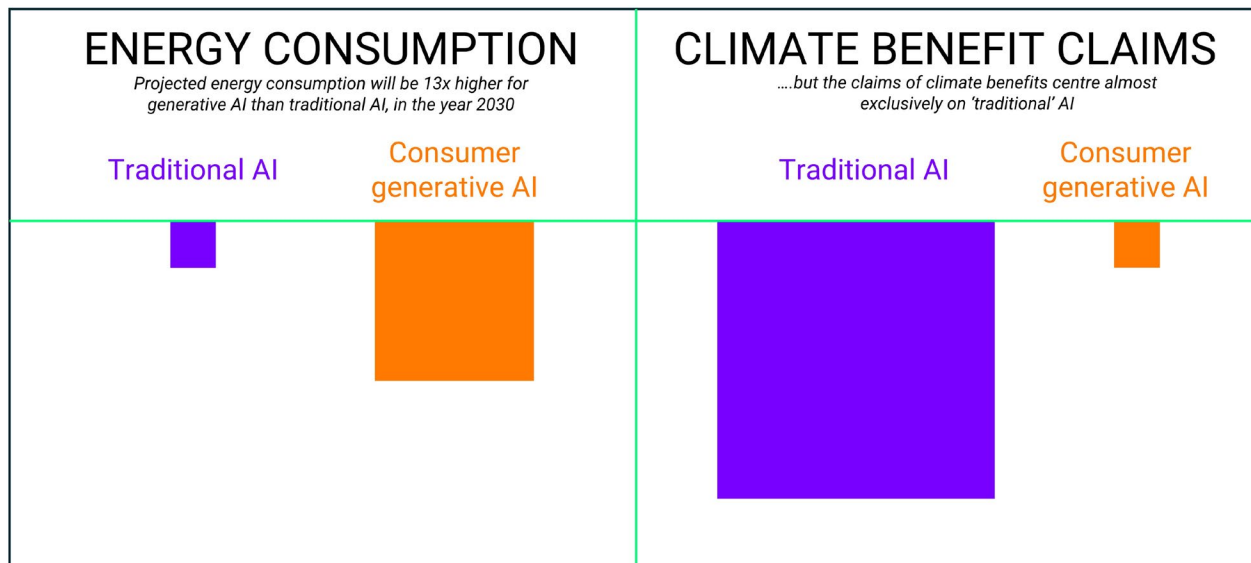 ENERGY CONSUMPTION
Projected energy consumption will be 13x higher for
generative AI than traditional AI, in the year 2030
Traditional AI
Consumer
generative AI
CLIMATE BENEFIT CLAIMS
....but the claims of climate benefits centre almost
exclusively on ‘traditional’ AI
Traditional AI
Consumer
generative AI